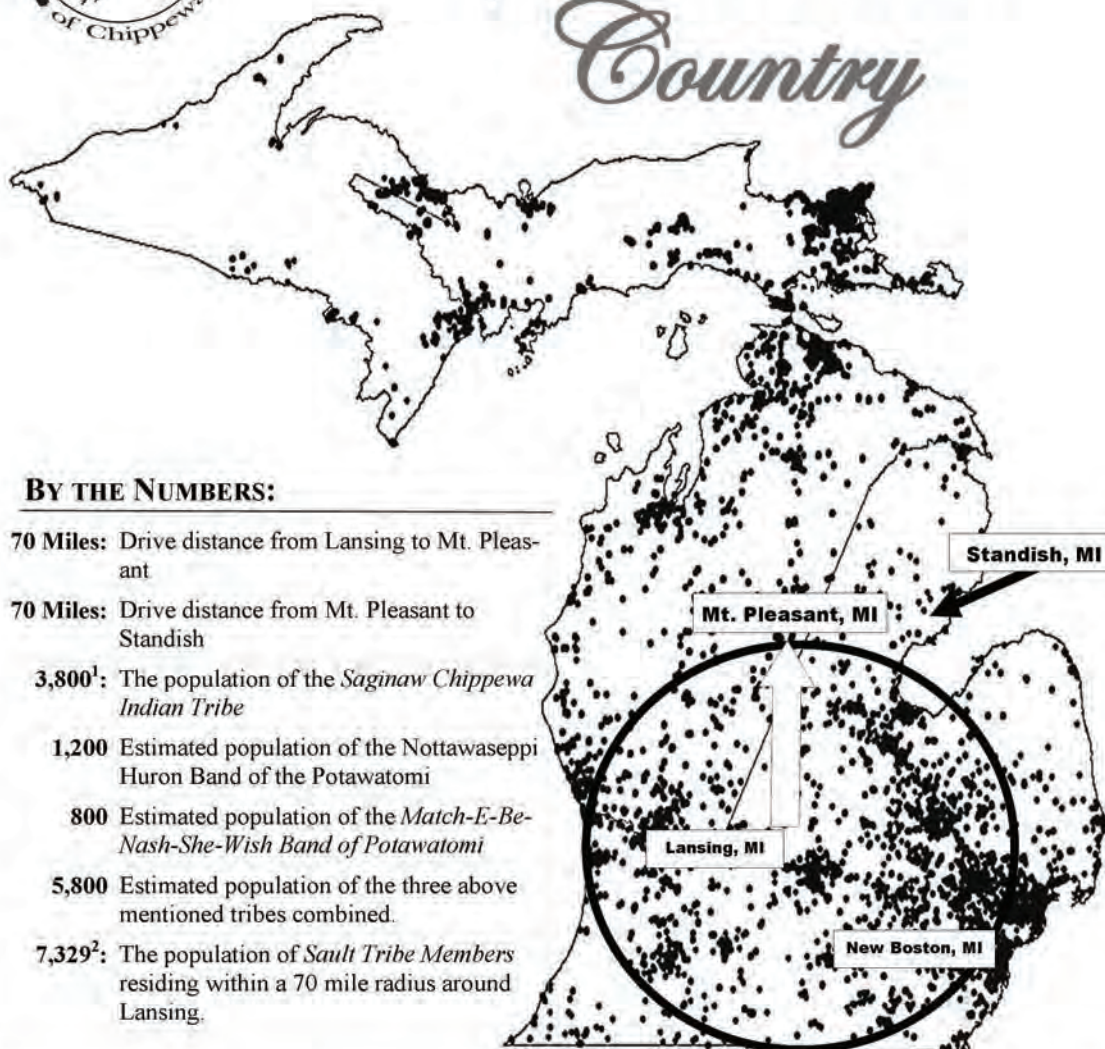 of Chippewa
Country
BY THE NUMBERS:
70 Miles: Drive distance from Lansing to Mt. Pleas-
ant
70 Miles: Drive distance from Mt. Pleasant to
Standish
3,800¹: The population of the Saginaw Chippewa
Indian Tribe
1,200 Estimated population of the Nottawaseppi
Huron Band of the Potawatomi
800 Estimated population of the Match-E-Be-
Nash-She-Wish Band of Potawatomi
5,800 Estimated population of the three above
mentioned tribes combined.
7,329²: The population of Sault Tribe Members
residing within a 70 mile radius around
Lansing.
Standish, MI
Mt. Pleasant, MI
Lansing, MI
New Boston, MI